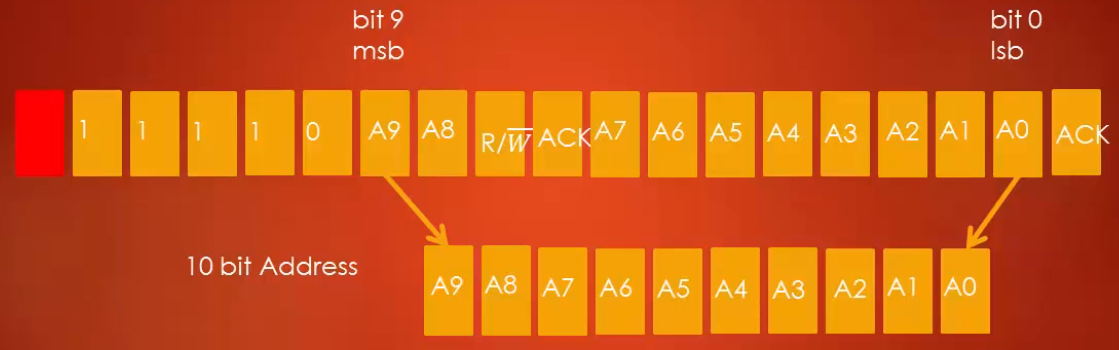 bit 9
msb
bit 0
lsb
1 1 1 1 0 A9 A8 R/W̅ ACK A7 A6 A5 A4 A3 A2 A1 A0 ACK
10 bit Address
A9 A8 A7 A6 A5 A4 A3 A2 A1 A0